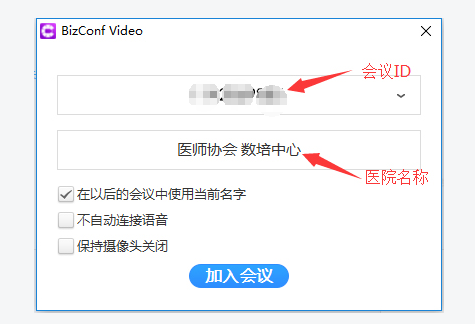 BizConf Video
会议ID
医师协会 数培中心
医院名称
在以后的会议中使用当前名字
不自动连接语音
保持摄像头关闭
加入会议